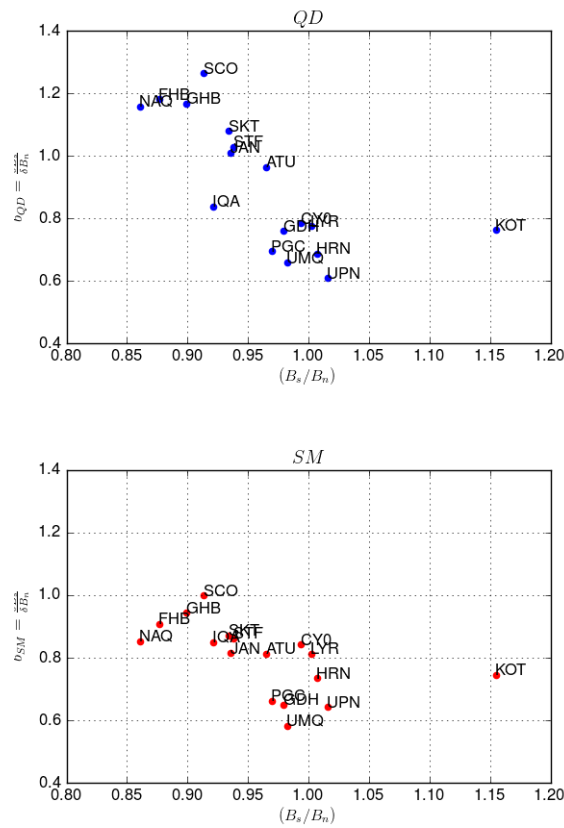 QD
1.4
SCO
1.2
NAQ
FHB
GHB
SKT
STF
JAN
1.0
ATU
IQA
0.8
GDH
CY0
LYR
KOT
PGC
UMQ
HRN
0.6
UPN
0.4
0.80 0.85 0.90 0.95 1.00 1.05 1.10 1.15 1.20
(B_s/B_n)
SM
1.4
1.2
1.0
SCO
GHB
FHB
NAQ
IQA
SKT
JAN
ATU
CY0
LYR
0.8
HRN
KOT
PGC
GDH
UPN
0.6
UMQ
0.4
0.80 0.85 0.90 0.95 1.00 1.05 1.10 1.15 1.20
(B_s/B_n)